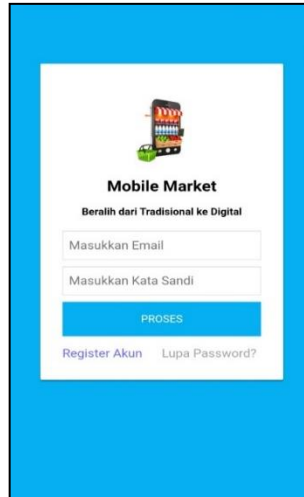 Mobile Market
Beralih dari Tradisional ke Digital
Masukkan Email
Masukkan Kata Sandi
PROSES
Register Akun Lupa Password?